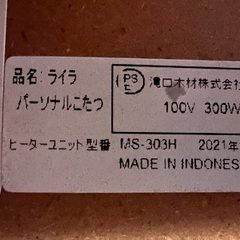 品名:ライラ
パーソナルこたつ
PS
E
滝口木材株式会
100V 300W
ヒーターユニット型番 MS-303H 2021年
MADE IN INDONES